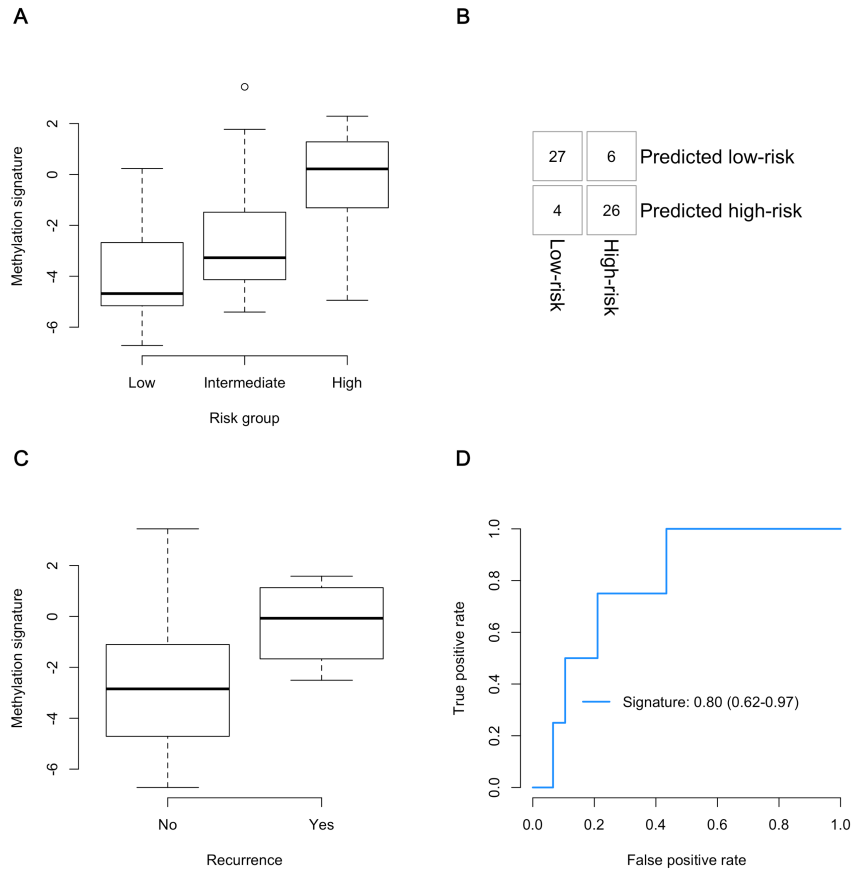 A
Methylation signature
2
0
-2
-4
-6
Low Intermediate High
Risk group
B
27 6 Predicted low-risk
4 26 Predicted high-risk
Low-risk High-risk
C
Methylation signature
2
0
-2
-4
-6
No Yes
Recurrence
D
True positive rate
1.0
0.8
0.6
0.4
0.2
0.0
Signature: 0.80 (0.62-0.97)
0.0 0.2 0.4 0.6 0.8 1.0
False positive rate